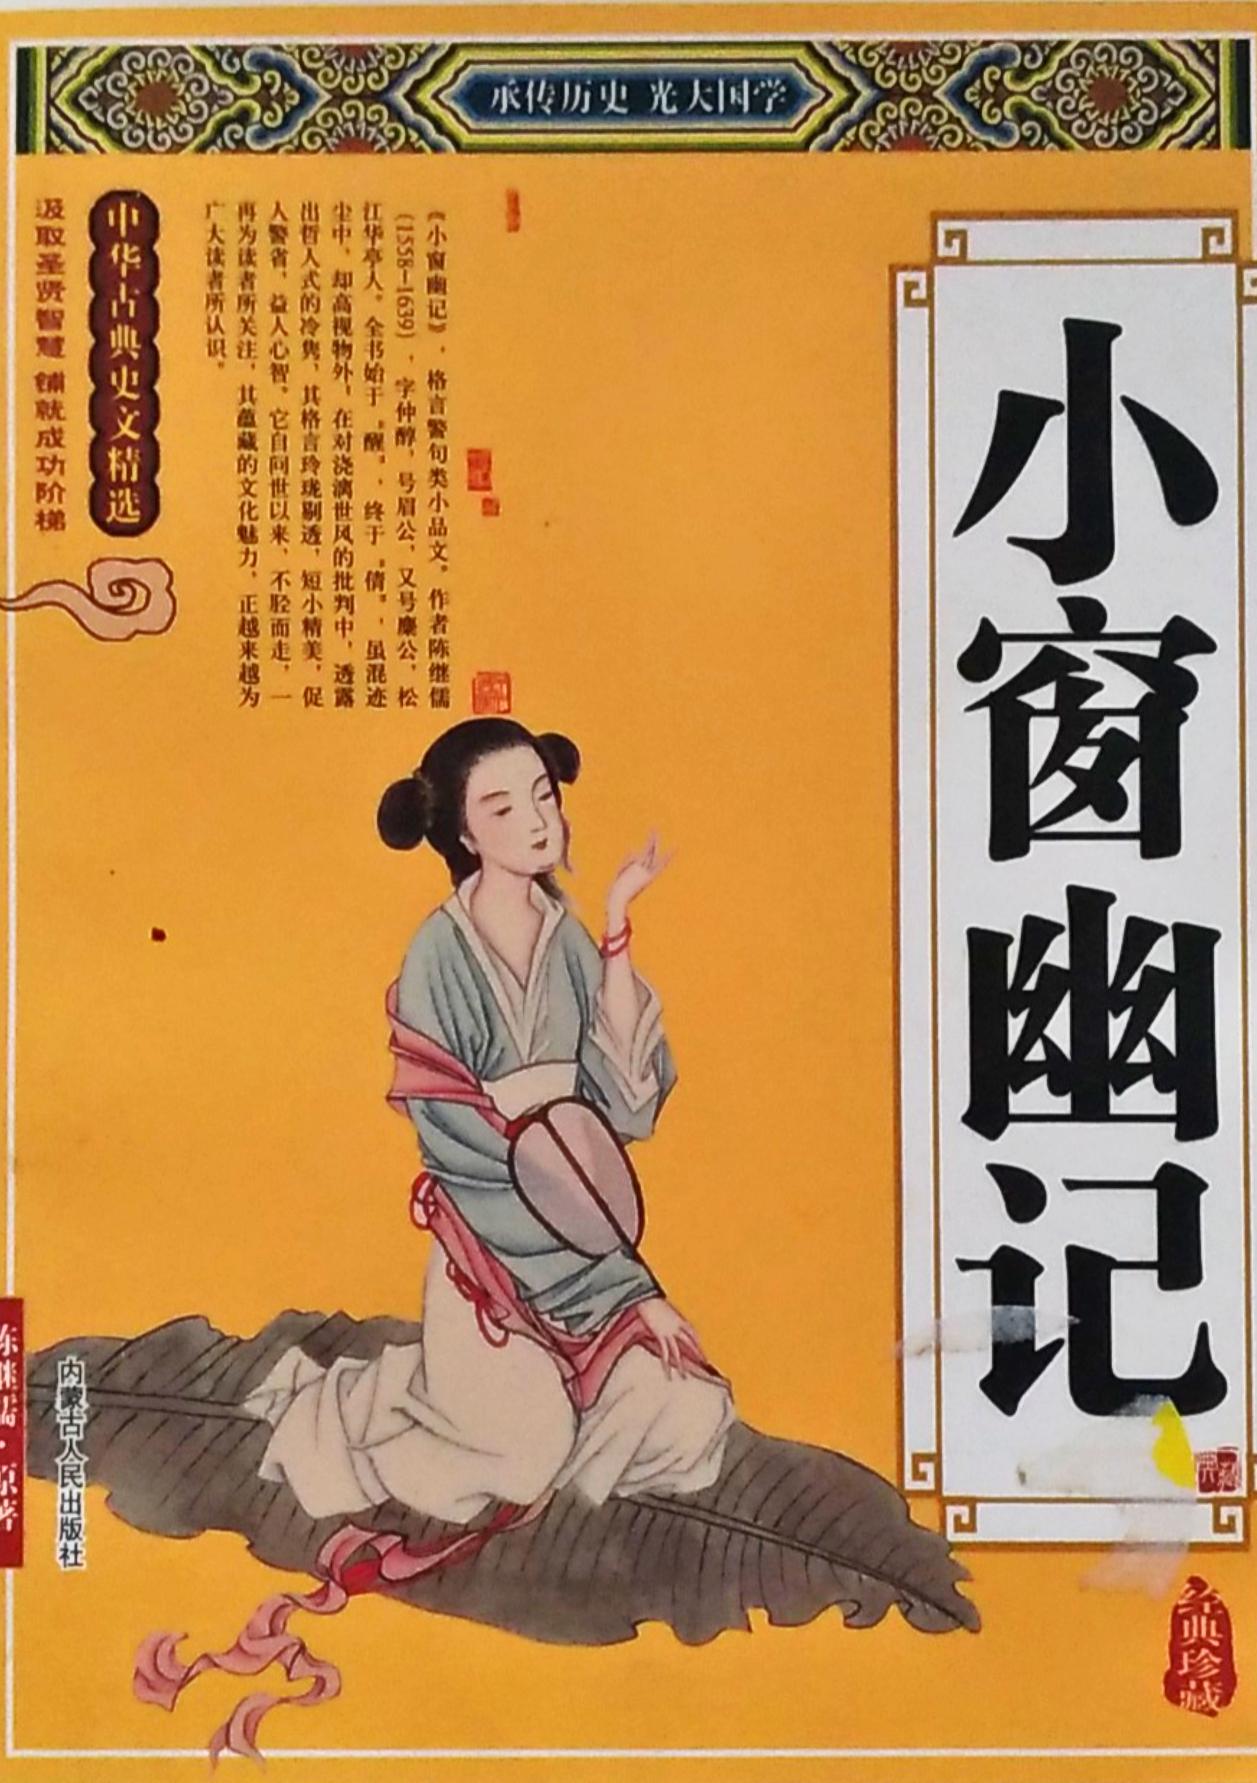 承传历史 光大国学
小窗幽记
经典珍藏
《小窗幽记》，格言警句类小品文。作者陈继儒
（1558—1639），字仲醇，号眉公，又号麋公，松
江华亭人。全书始于“醒”，终于“倩”，虽混迹
尘中，却高视物外，在对浇漓世风的批判中，透露
出哲人式的冷隽，其格言玲珑剔透，短小精美，促
人警省，益人心智。它自问世以来，不胫而走，一
再为读者所关注，其蕴藏的文化魅力，正越来越为
广大读者所认识。
中华古典史文精选
汲取圣贤智慧 铺就成功阶梯
陈继儒·原著
内蒙古人民出版社